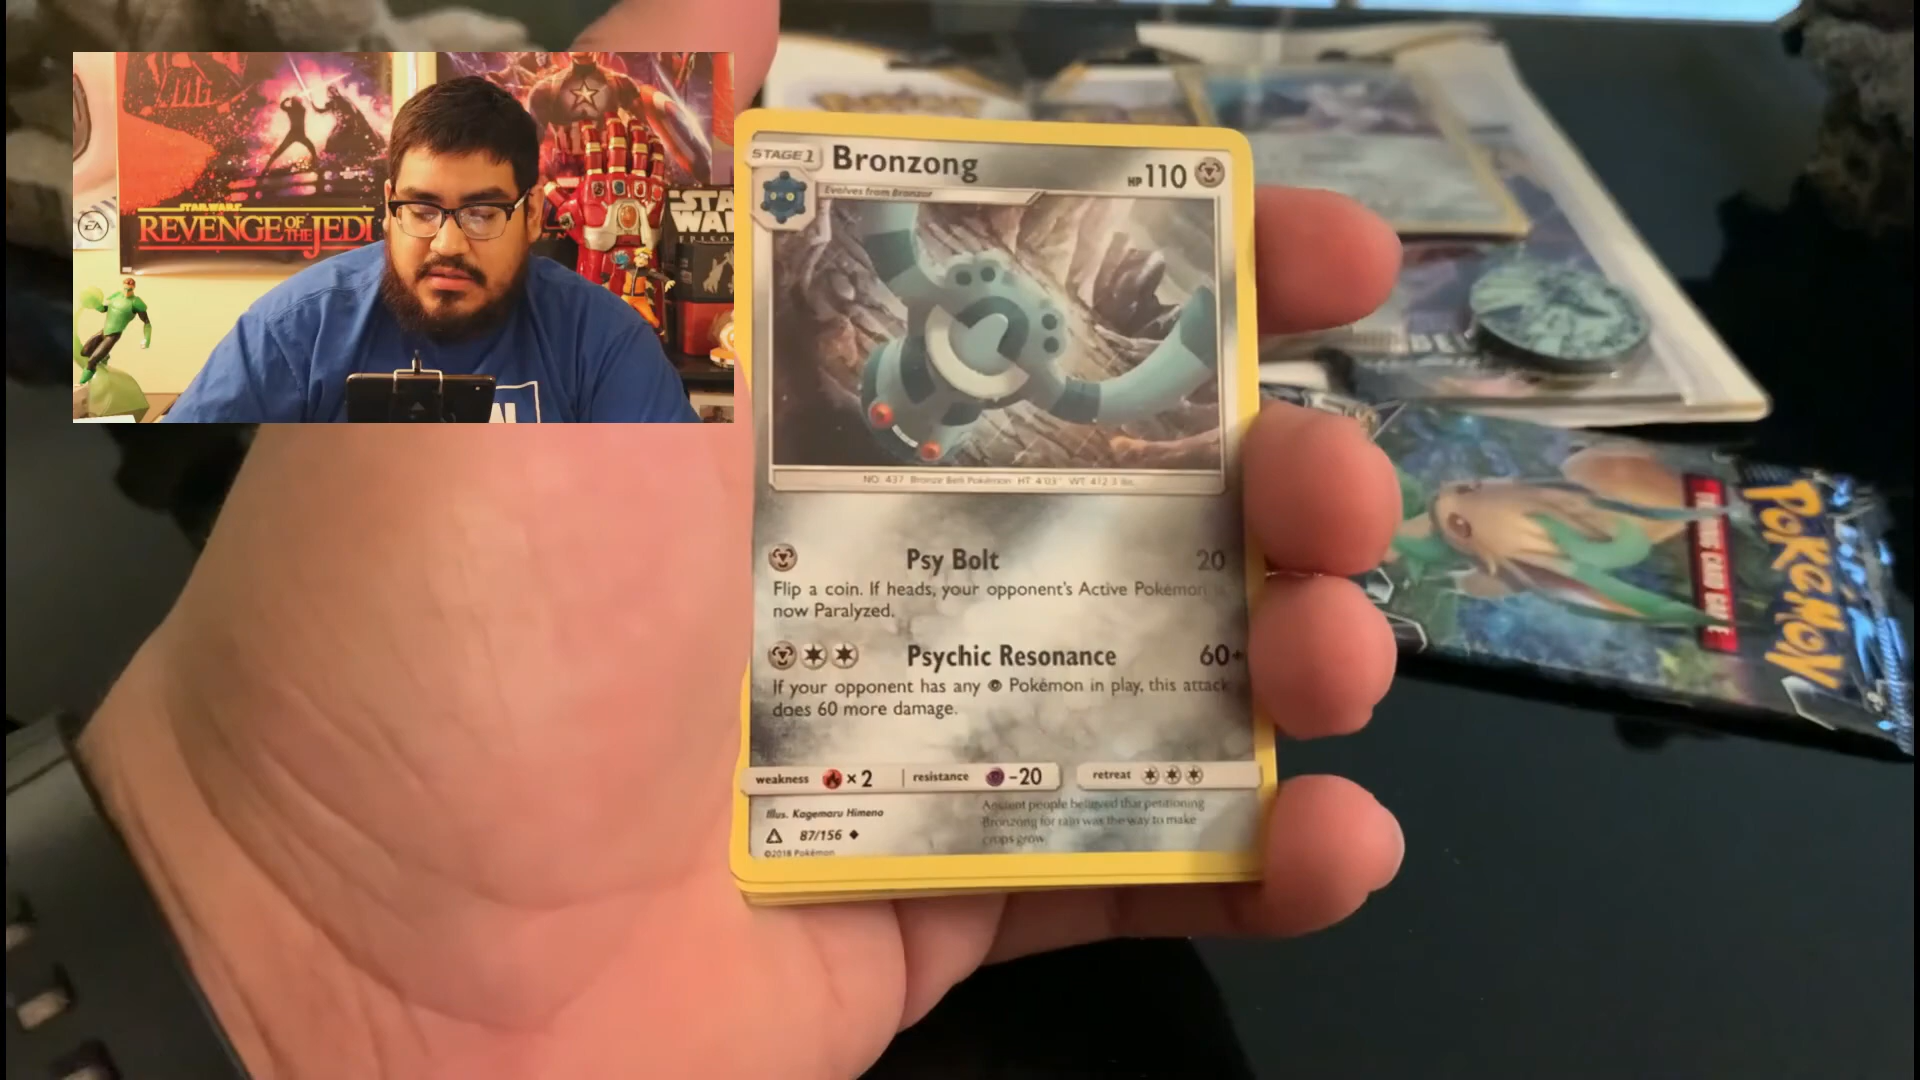 STAR WARS
REVENGE OF THE JEDI
EA
STAGE 1
Bronzong
HP 110
Evolves from Bronzor
NO. 437 Bronze Bell Pokémon HT 4'03" WT 412.3 lbs.
Psy Bolt 20
Flip a coin. If heads, your opponent's Active Pokémon
now Paralyzed.
Psychic Resonance 60+
If your opponent has any Pokémon in play, this attack
does 60 more damage.
weakness ×2 resistance -20 retreat
Illus. Kagemaru Himeno
87/156
©2018 Pokémon
Ancient people believed that petitioning
Bronzong for rain was the way to make
crops grow.
POKéMON